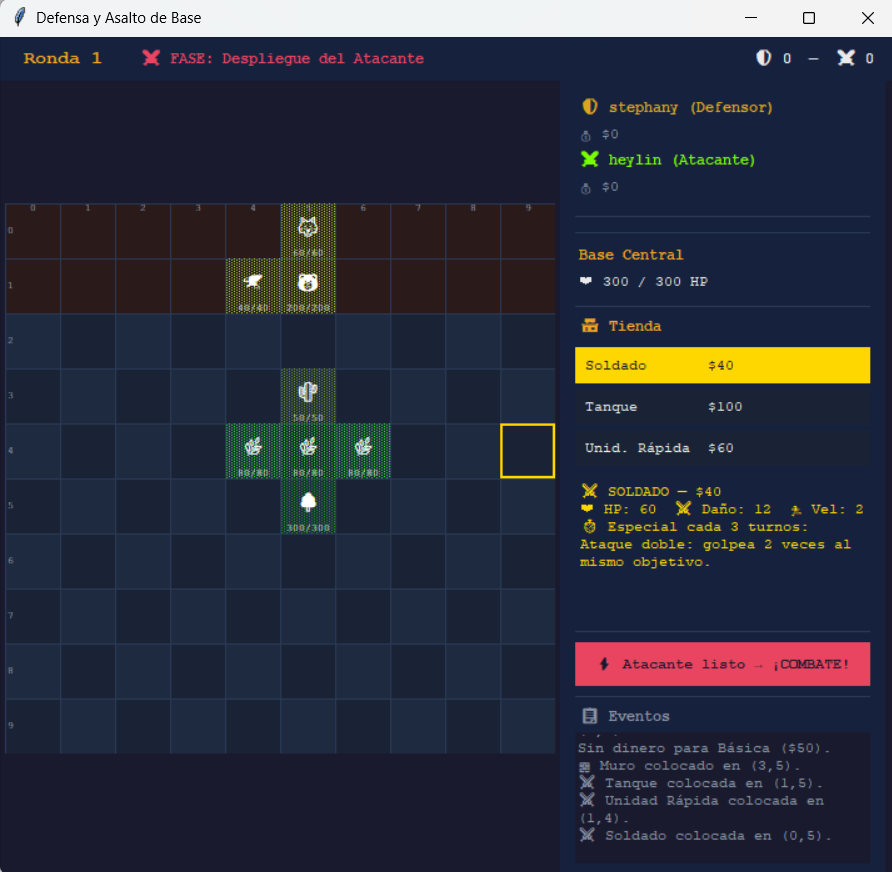 Defensa y Asalto de Base
Ronda 1
FASE: Despliegue del Atacante
0 — 0
stephany (Defensor)
$0
heylin (Atacante)
$0
Base Central
300 / 300 HP
Tienda
Soldado $40
Tanque $100
Unid. Rápida $60
SOLDADO — $40
HP: 60 Daño: 12 Vel: 2
Especial cada 3 turnos:
Ataque doble: golpea 2 veces al
mismo objetivo.
Atacante listo → ¡COMBATE!
Eventos
Sin dinero para Básica ($50).
Muro colocado en (3,5).
Tanque colocada en (1,5).
Unidad Rápida colocada en
(1,4).
Soldado colocada en (0,5).
0 1 2 3 4 6 7 8 9
0
60/60
1
40/40 200/200
2
3
50/50
4
80/80 80/80 80/80
5
300/300
6
7
8
9